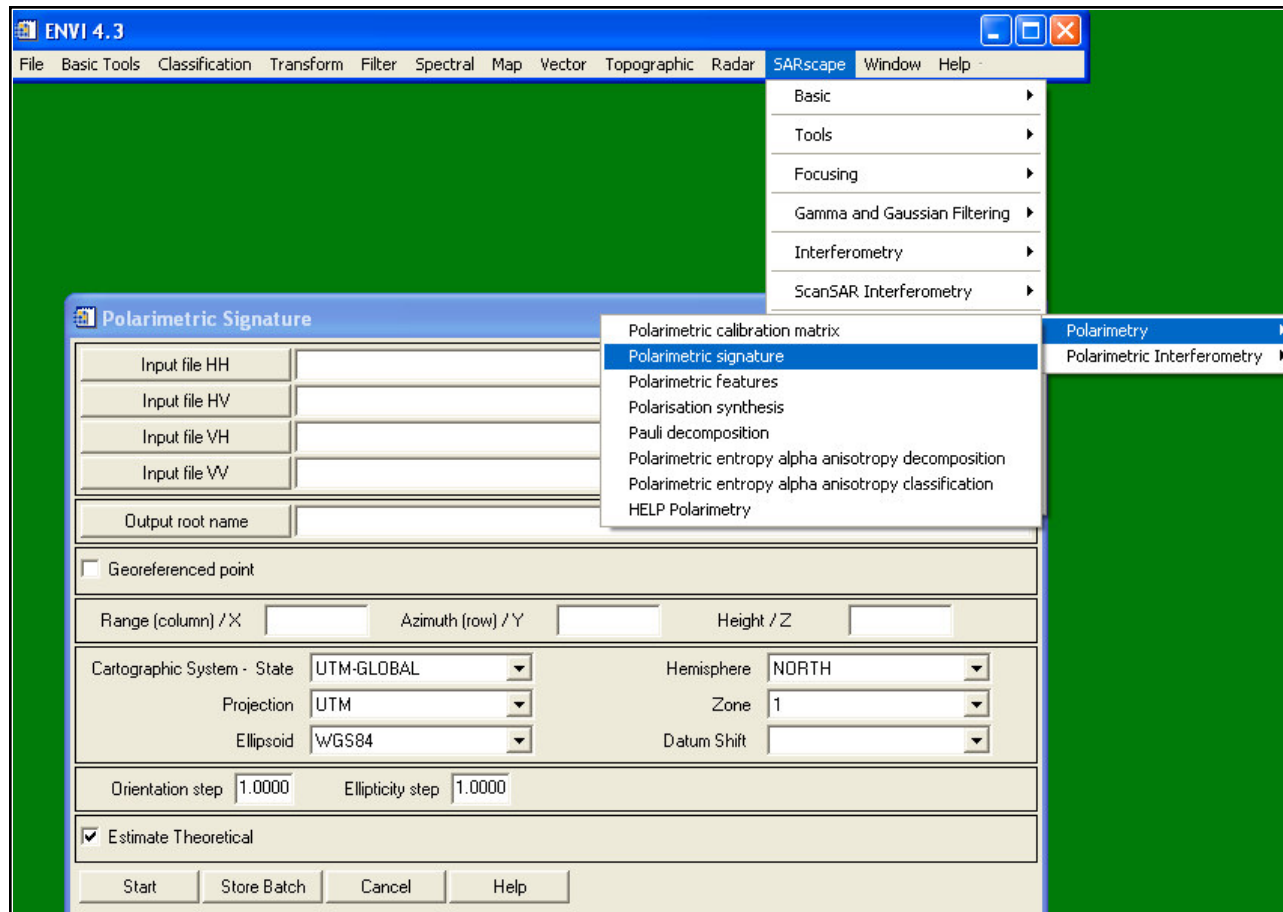 ENVI 4.3
File Basic Tools Classification Transform Filter Spectral Map Vector Topographic Radar SARscape Window Help
Basic
Tools
Focusing
Gamma and Gaussian Filtering
Interferometry
ScanSAR Interferometry
Polarimetry
Polarimetric Interferometry
Polarimetric calibration matrix
Polarimetric signature
Polarimetric features
Polarisation synthesis
Pauli decomposition
Polarimetric entropy alpha anisotropy decomposition
Polarimetric entropy alpha anisotropy classification
HELP Polarimetry
Polarimetric Signature
Input file HH
Input file HV
Input file VH
Input file VV
Output root name
Georeferenced point
Range (column) / X Azimuth (row) / Y Height / Z
Cartographic System - State UTM-GLOBAL Hemisphere NORTH
Projection UTM Zone 1
Ellipsoid WGS84 Datum Shift
Orientation step 1.0000 Ellipticity step 1.0000
Estimate Theoretical
Start Store Batch Cancel Help